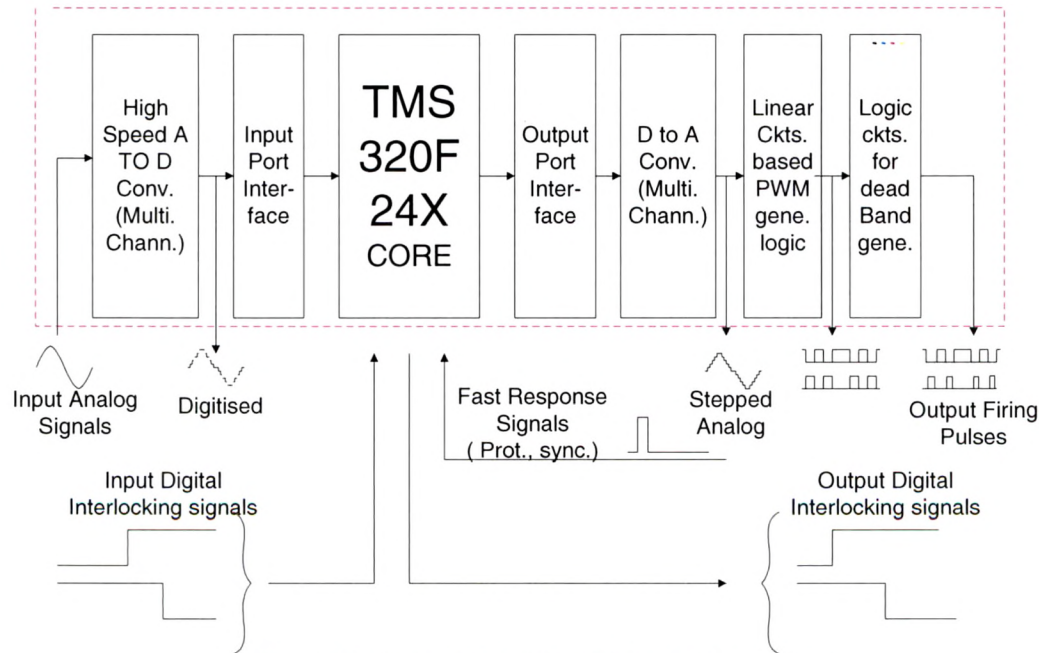 High
Speed A
TO D
Conv.
(Multi.
Chann.)
Input
Port
Inter-
face
TMS
320F
24X
CORE
Output
Port
Inter-
face
D to A
Conv.
(Multi.
Chann.)
Linear
Ckts.
based
PWM
gene.
logic
Logic
ckts.
for
dead
Band
gene.
Input Analog
Signals
Digitised
Fast Response
Signals
( Prot., sync.)
Stepped
Analog
Output Firing
Pulses
Input Digital
Interlocking signals
Output Digital
Interlocking signals